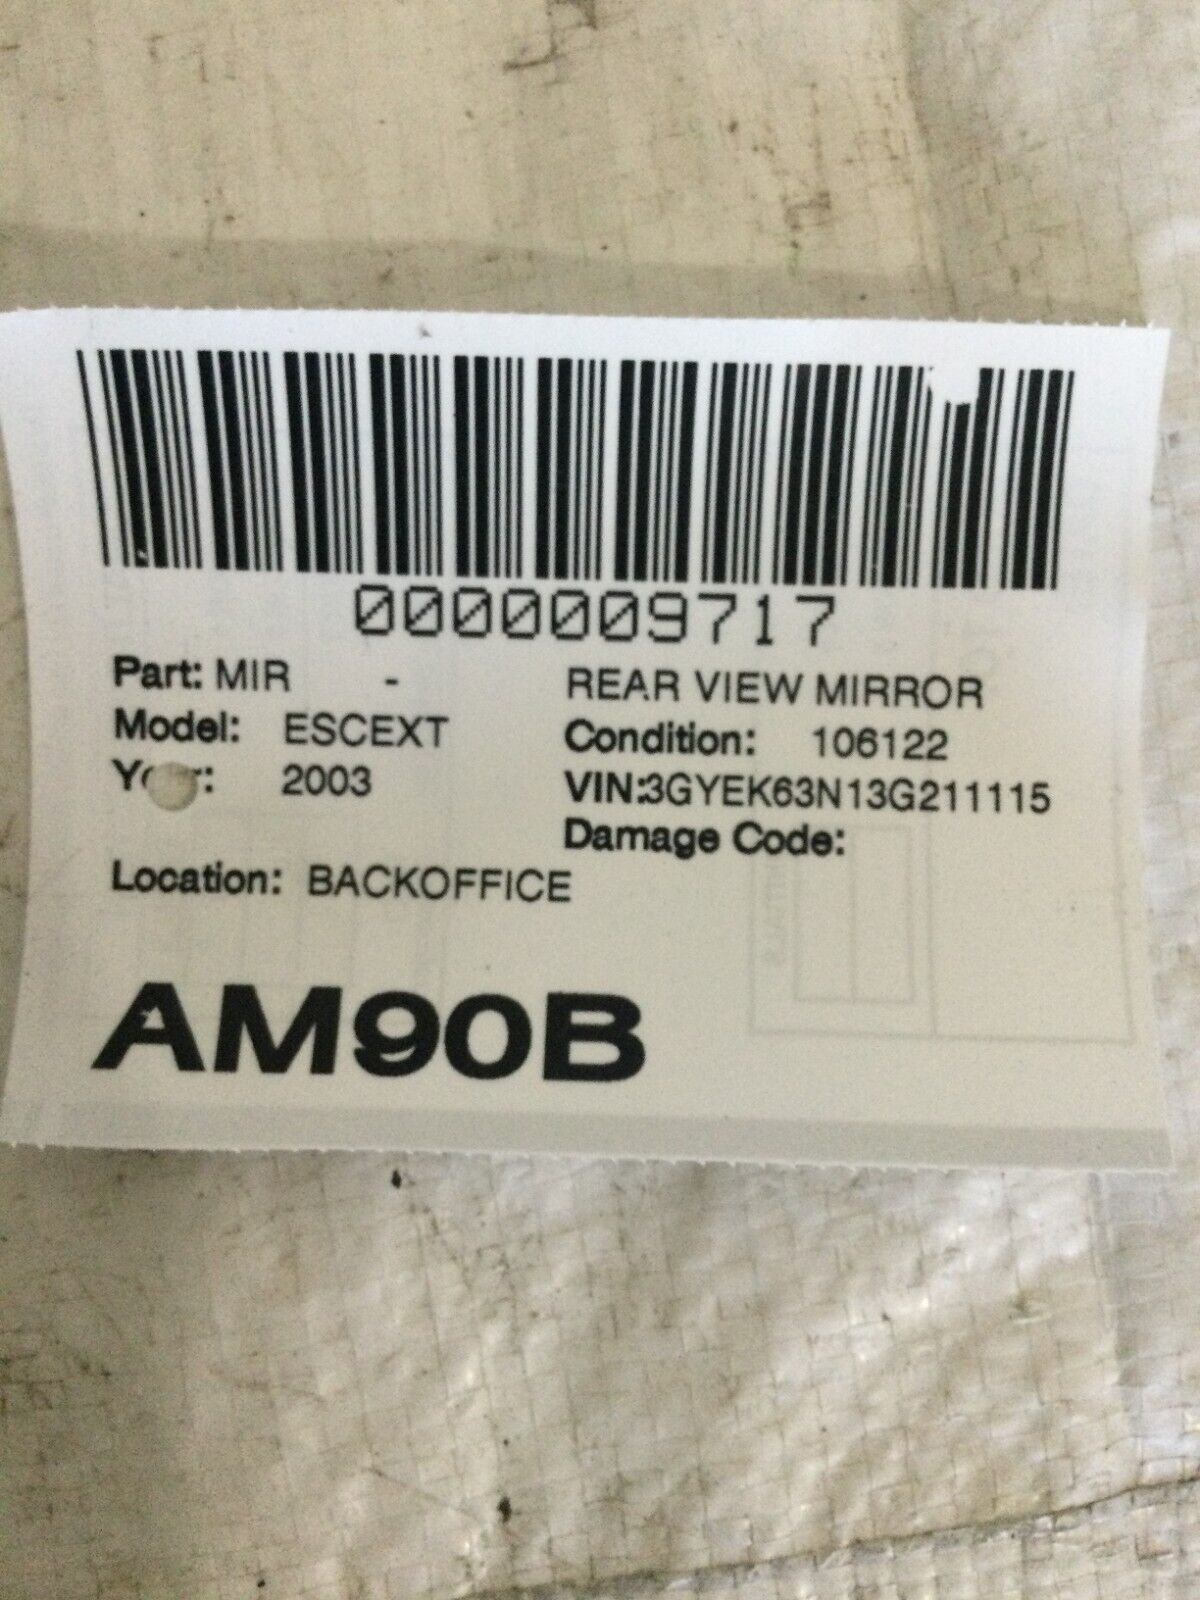 0000009717
Part: MIR - REAR VIEW MIRROR
Model: ESCEXT Condition: 106122
2003 VIN:3GYEK63N13G211115
Damage Code:
Location: BACKOFFICE
AM90B